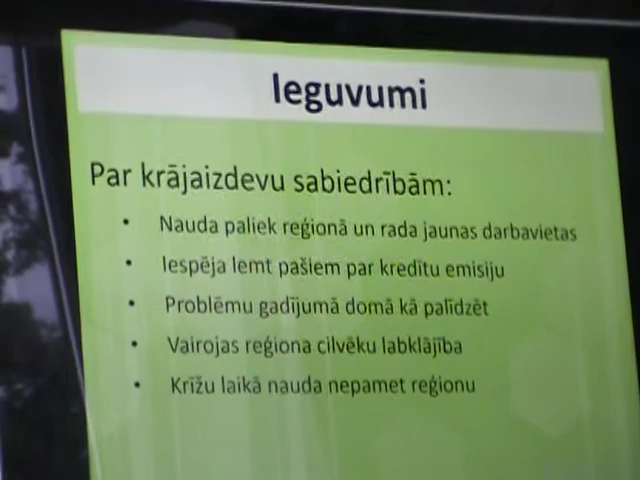 Ieguvumi
Par krājaizdevu sabiedrībām:
• Nauda paliek reģionā un rada jaunas darbavietas
• Iespēja lemt pašiem par kredītu emisiju
• Problēmu gadījumā domā kā palīdzēt
• Vairojas reģiona cilvēku labklājība
• Krīžu laikā nauda nepamet reģionu